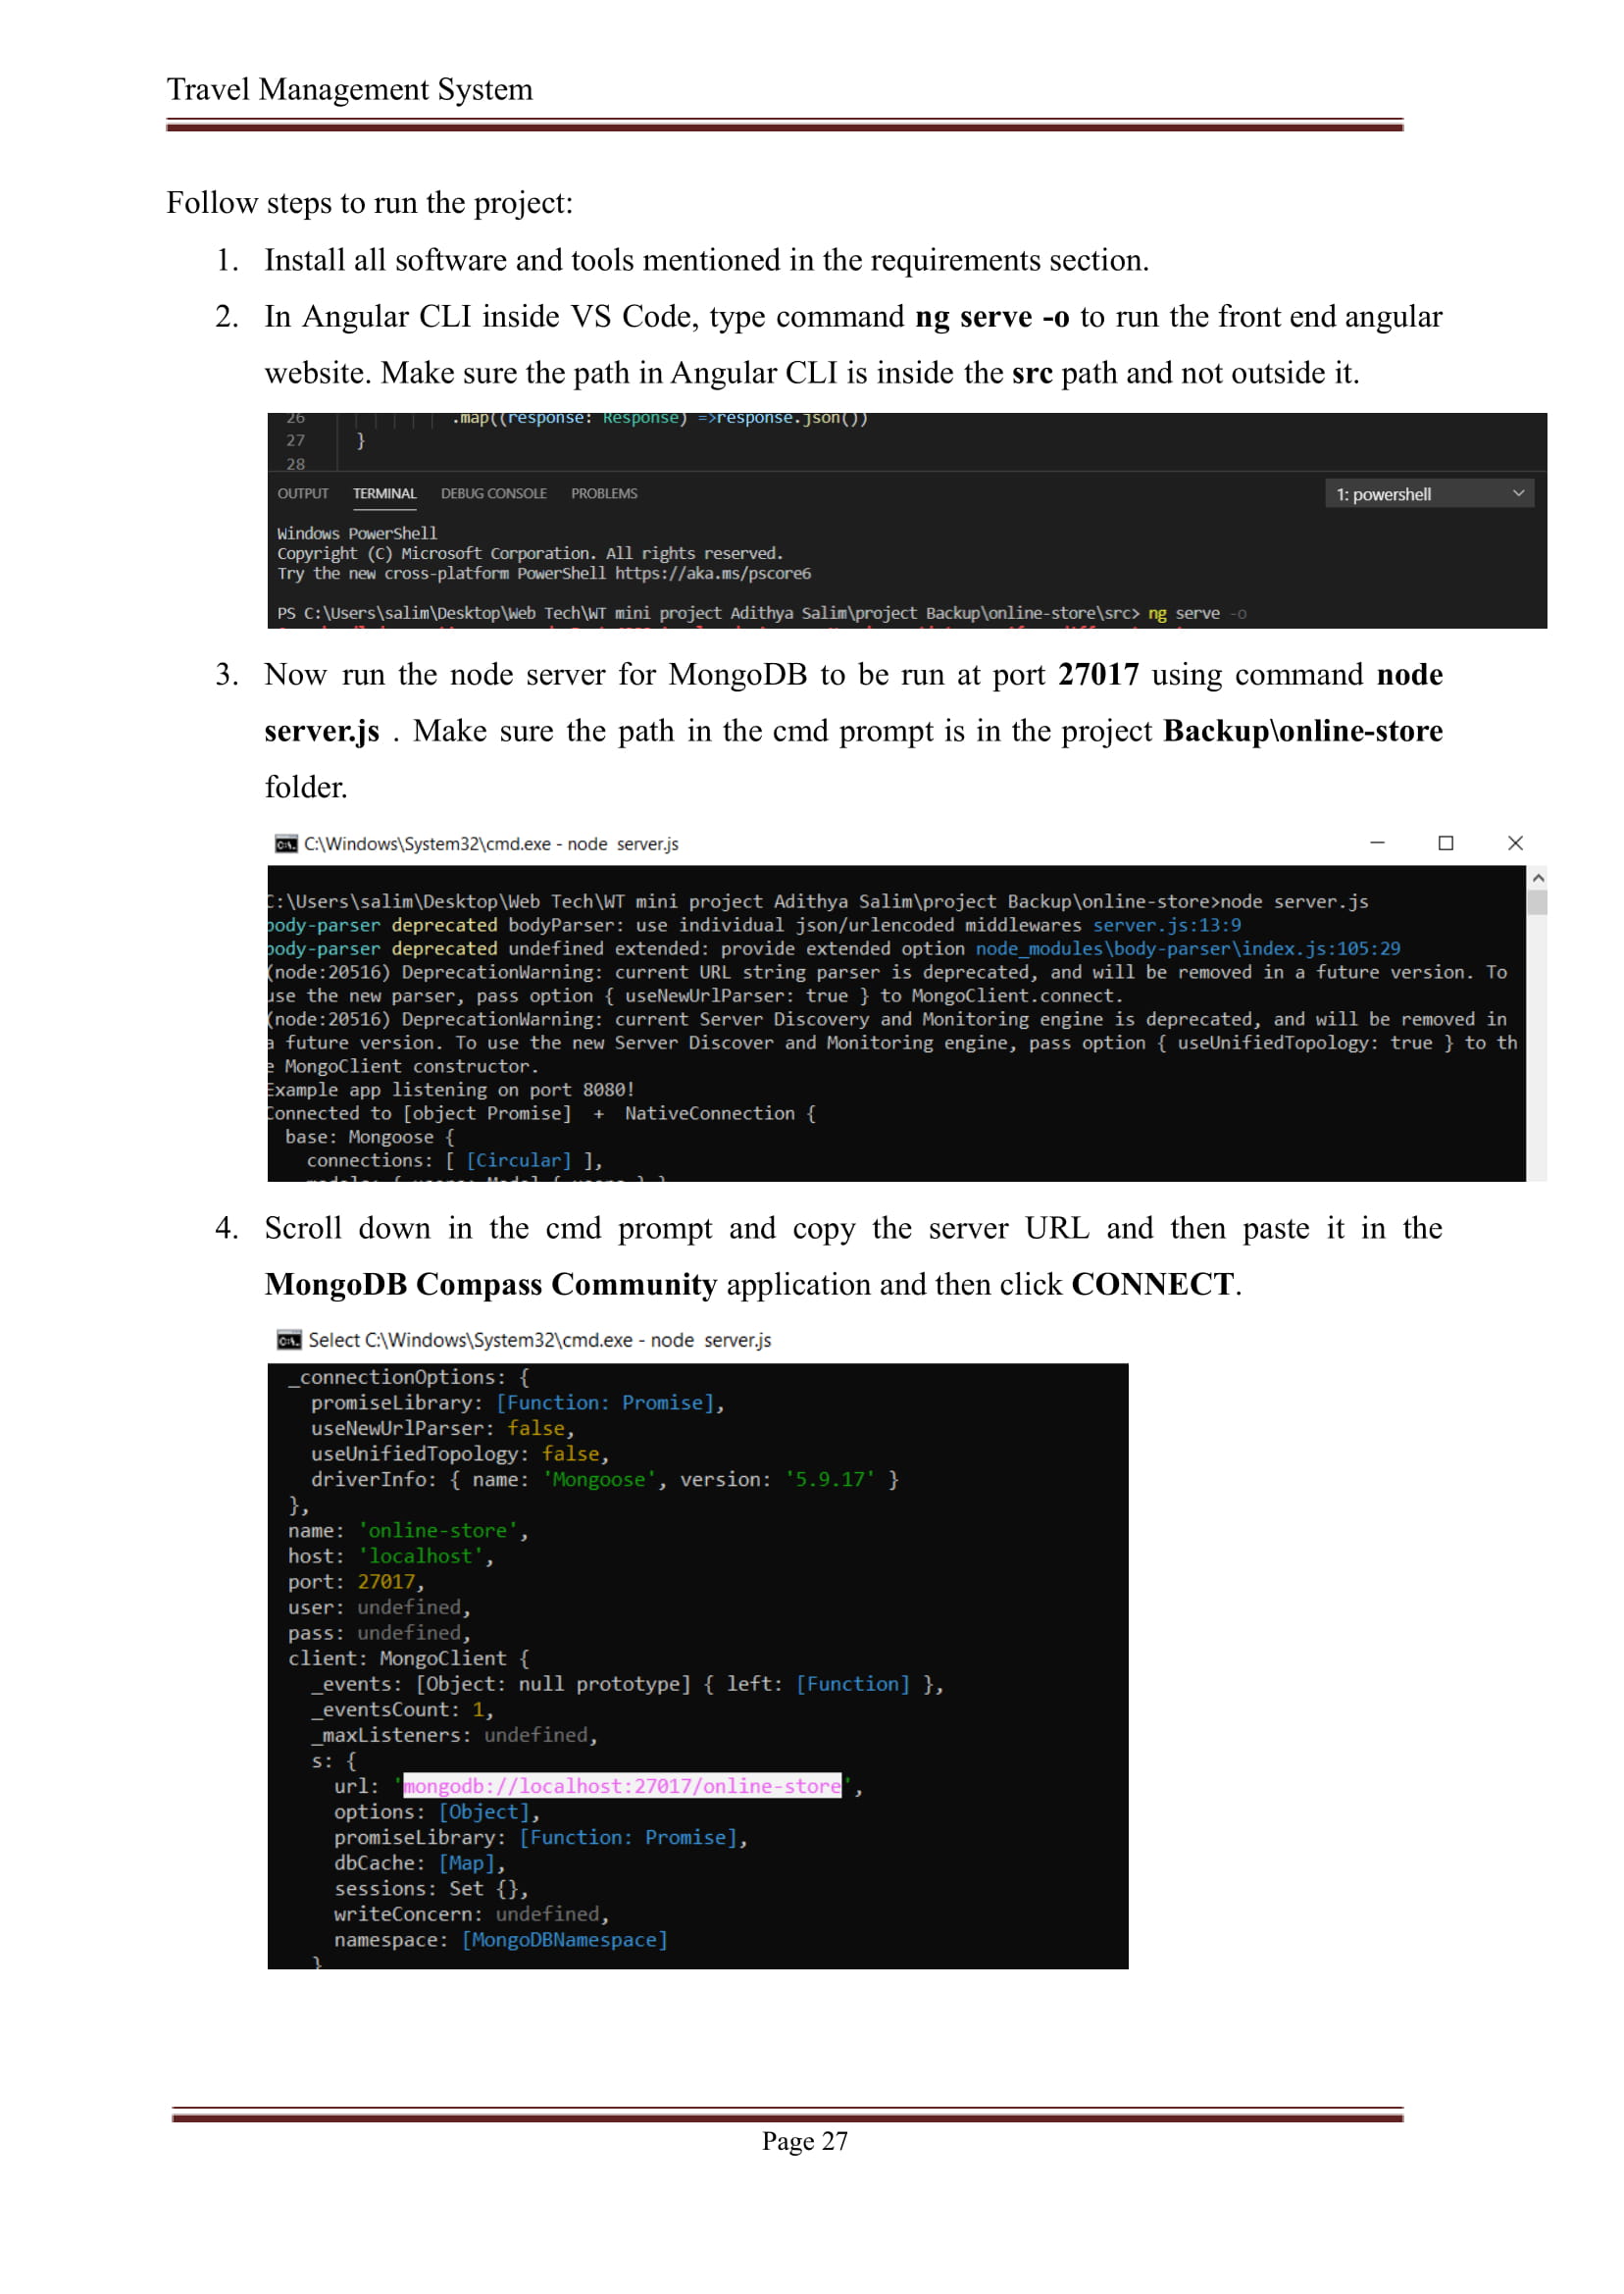 Travel Management System
Follow steps to run the project:
1. Install all software and tools mentioned in the requirements section.
2. In Angular CLI inside VS Code, type command ng serve -o to run the front end angular
website. Make sure the path in Angular CLI is inside the src path and not outside it.
26 .map((response: Response) =>response.json())
27 }
28
OUTPUT TERMINAL DEBUG CONSOLE PROBLEMS 1: powershell
Windows PowerShell
Copyright (C) Microsoft Corporation. All rights reserved.
Try the new cross-platform PowerShell https://aka.ms/pscore6
PS C:\Users\salim\Desktop\Web Tech\WT mini project Adithya Salim\project Backup\online-store\src> ng serve -o
3. Now run the node server for MongoDB to be run at port 27017 using command node
server.js . Make sure the path in the cmd prompt is in the project Backup\online-store
folder.
C:\Windows\System32\cmd.exe - node server.js
C:\Users\salim\Desktop\Web Tech\WT mini project Adithya Salim\project Backup\online-store>node server.js
body-parser deprecated bodyParser: use individual json/urlencoded middlewares server.js:13:9
body-parser deprecated undefined extended: provide extended option node_modules\body-parser\index.js:105:29
(node:20516) DeprecationWarning: current URL string parser is deprecated, and will be removed in a future version. To
use the new parser, pass option { useNewUrlParser: true } to MongoClient.connect.
(node:20516) DeprecationWarning: current Server Discovery and Monitoring engine is deprecated, and will be removed in
a future version. To use the new Server Discover and Monitoring engine, pass option { useUnifiedTopology: true } to th
e MongoClient constructor.
Example app listening on port 8080!
Connected to [object Promise] + NativeConnection {
base: Mongoose {
connections: [ [Circular] ],
4. Scroll down in the cmd prompt and copy the server URL and then paste it in the
MongoDB Compass Community application and then click CONNECT.
Select C:\Windows\System32\cmd.exe - node server.js
_connectionOptions: {
promiseLibrary: [Function: Promise],
useNewUrlParser: false,
useUnifiedTopology: false,
driverInfo: { name: 'Mongoose', version: '5.9.17' }
},
name: 'online-store',
host: 'localhost',
port: 27017,
user: undefined,
pass: undefined,
client: MongoClient {
_events: [Object: null prototype] { left: [Function] },
_eventsCount: 1,
_maxListeners: undefined,
s: {
url: 'mongodb://localhost:27017/online-store',
options: [Object],
promiseLibrary: [Function: Promise],
dbCache: [Map],
sessions: Set {},
writeConcern: undefined,
namespace: [MongoDBNamespace]
}
Page 27